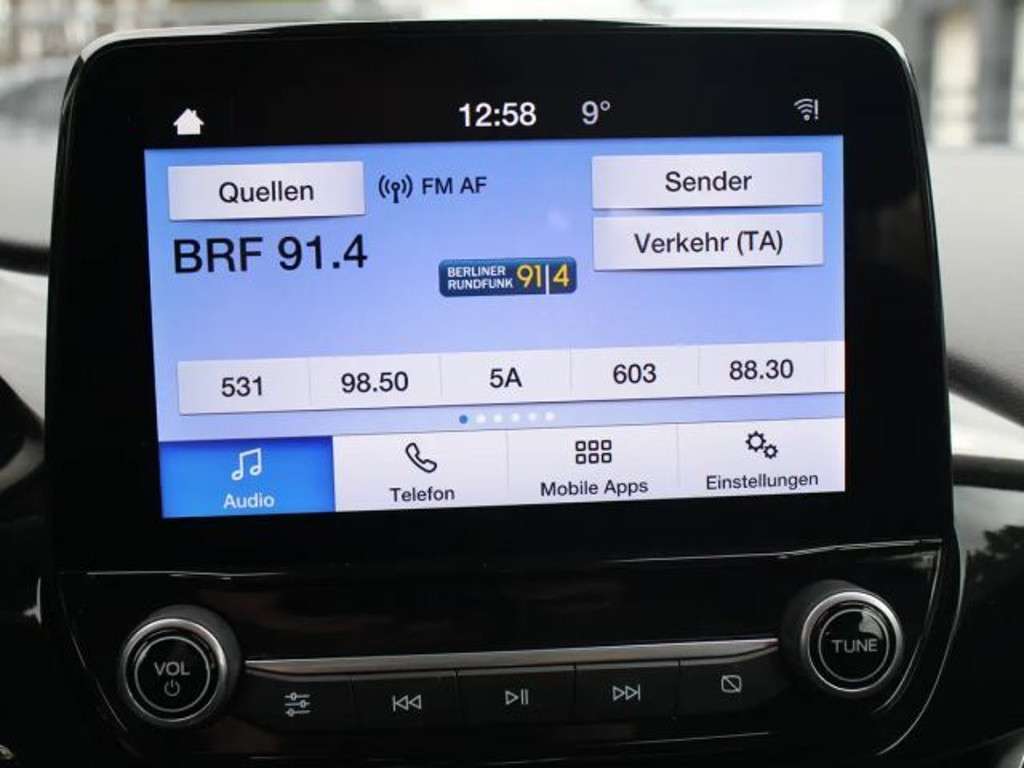 12:58 9°
Quellen
FM AF
Sender
BRF 91.4
Verkehr (TA)
BERLINER
RUNDFUNK 91|4
531 98.50 5A 603 88.30
Audio Telefon Mobile Apps Einstellungen
VOL
TUNE